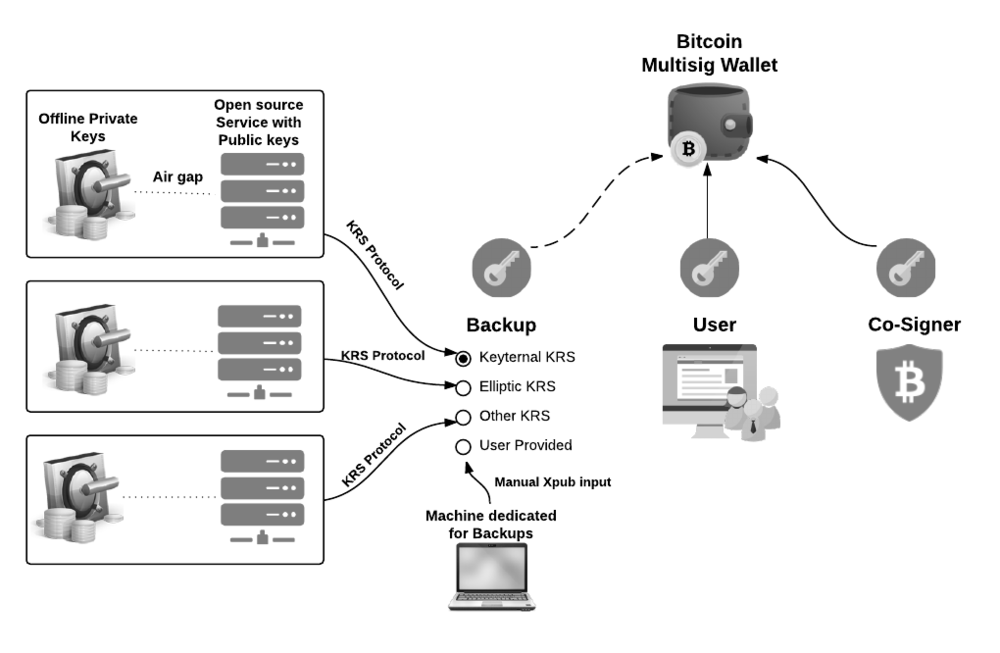 Bitcoin
Multisig Wallet
Offline Private
Keys
Open source
Service with
Public keys
Air gap
KRS Protocol
KRS Protocol
KRS Protocol
Backup
Keyternal KRS
Elliptic KRS
Other KRS
User Provided
Manual Xpub input
Machine dedicated
for Backups
User
Co-Signer